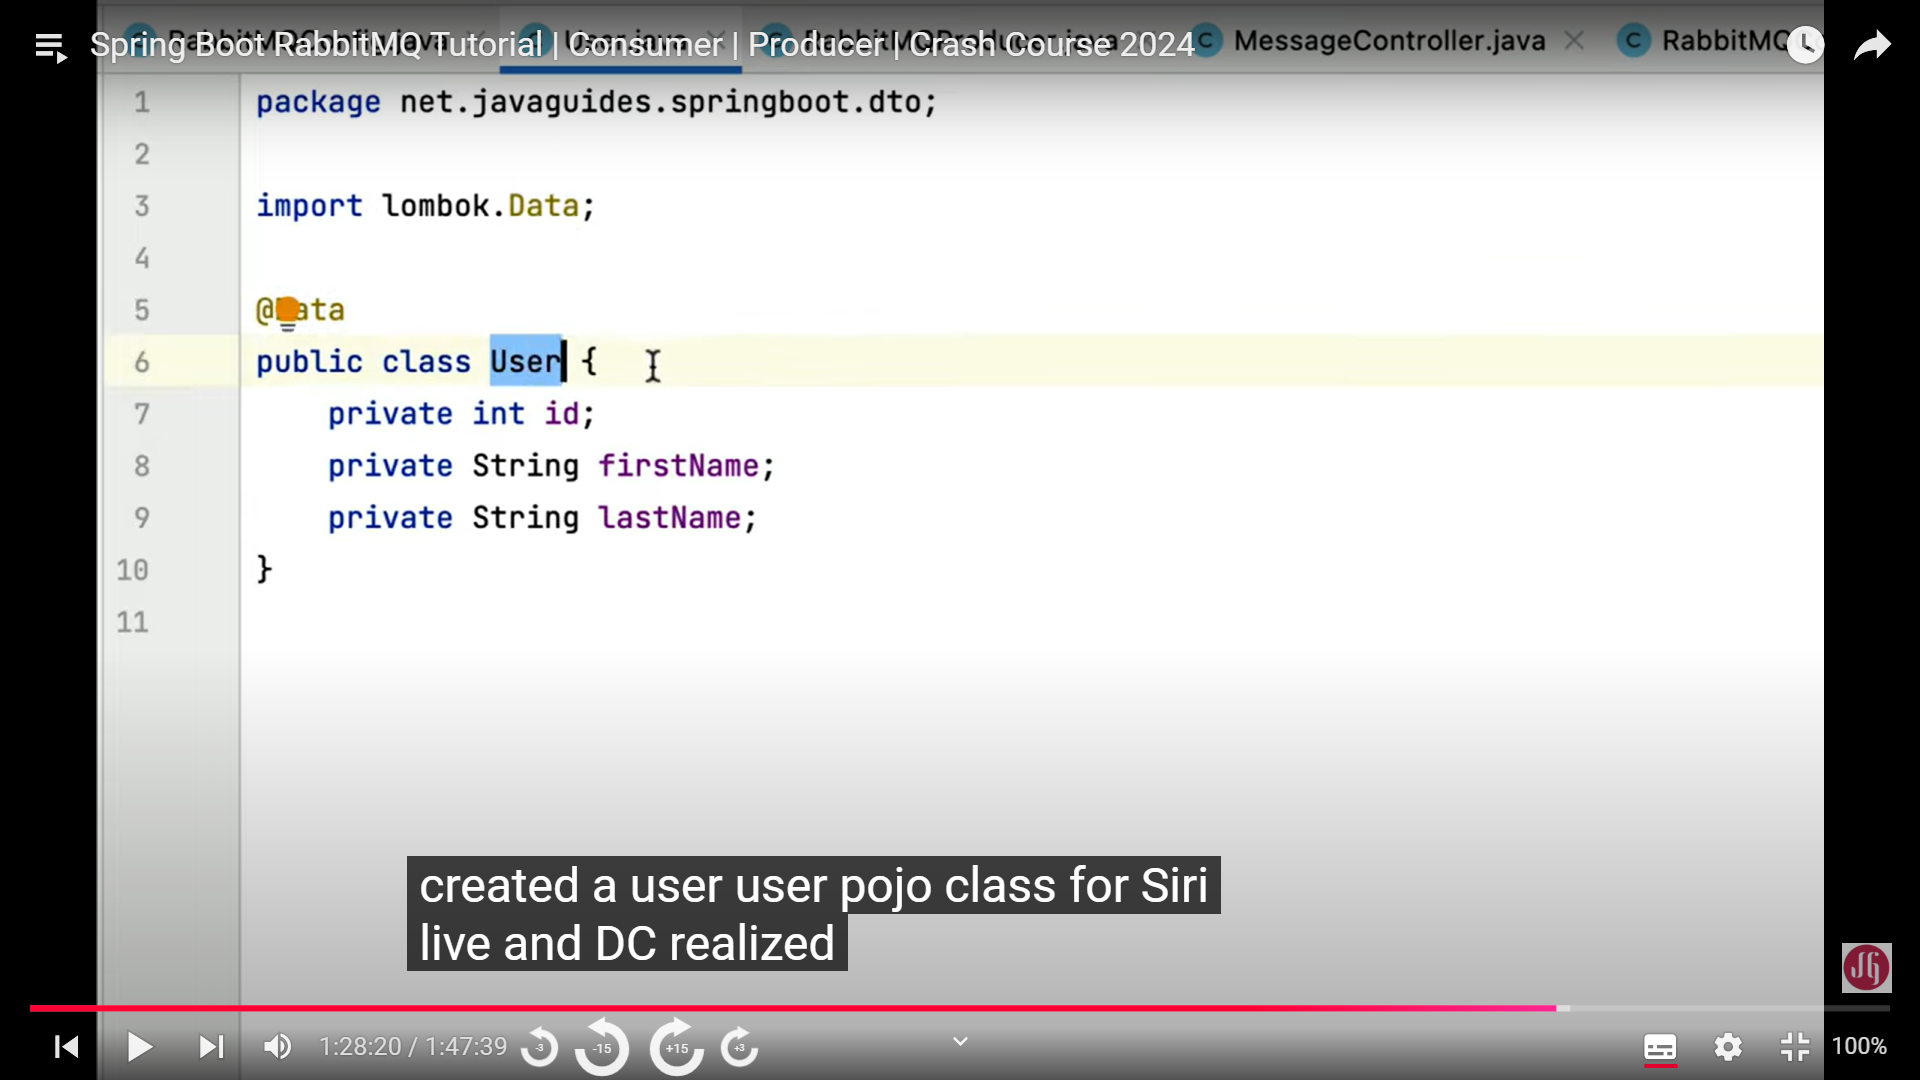 Spring Boot RabbitMQ Tutorial | Consumer | Producer | Crash Course 2024
MessageController.java
RabbitMQ
1 package net.javaguides.springboot.dto;
2
3 import lombok.Data;
4
5 @Data
6 public class User {
7 private int id;
8 private String firstName;
9 private String lastName;
10 }
11
created a user user pojo class for Siri
live and DC realized
JG
1:28:20 / 1:47:39
-3
-15
+15
+3
100%